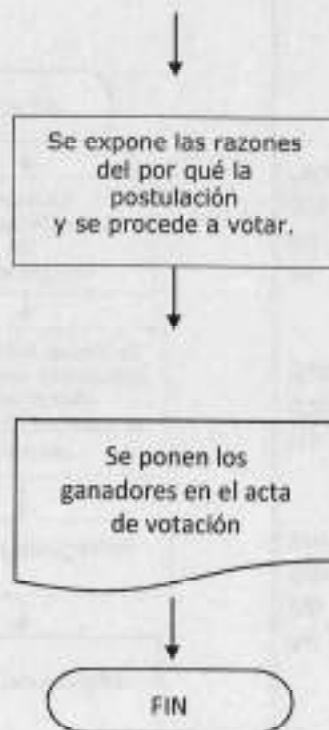 Se expone las razones
del por qué la
postulación
y se procede a votar.
Se ponen los
ganadores en el acta
de votación
FIN